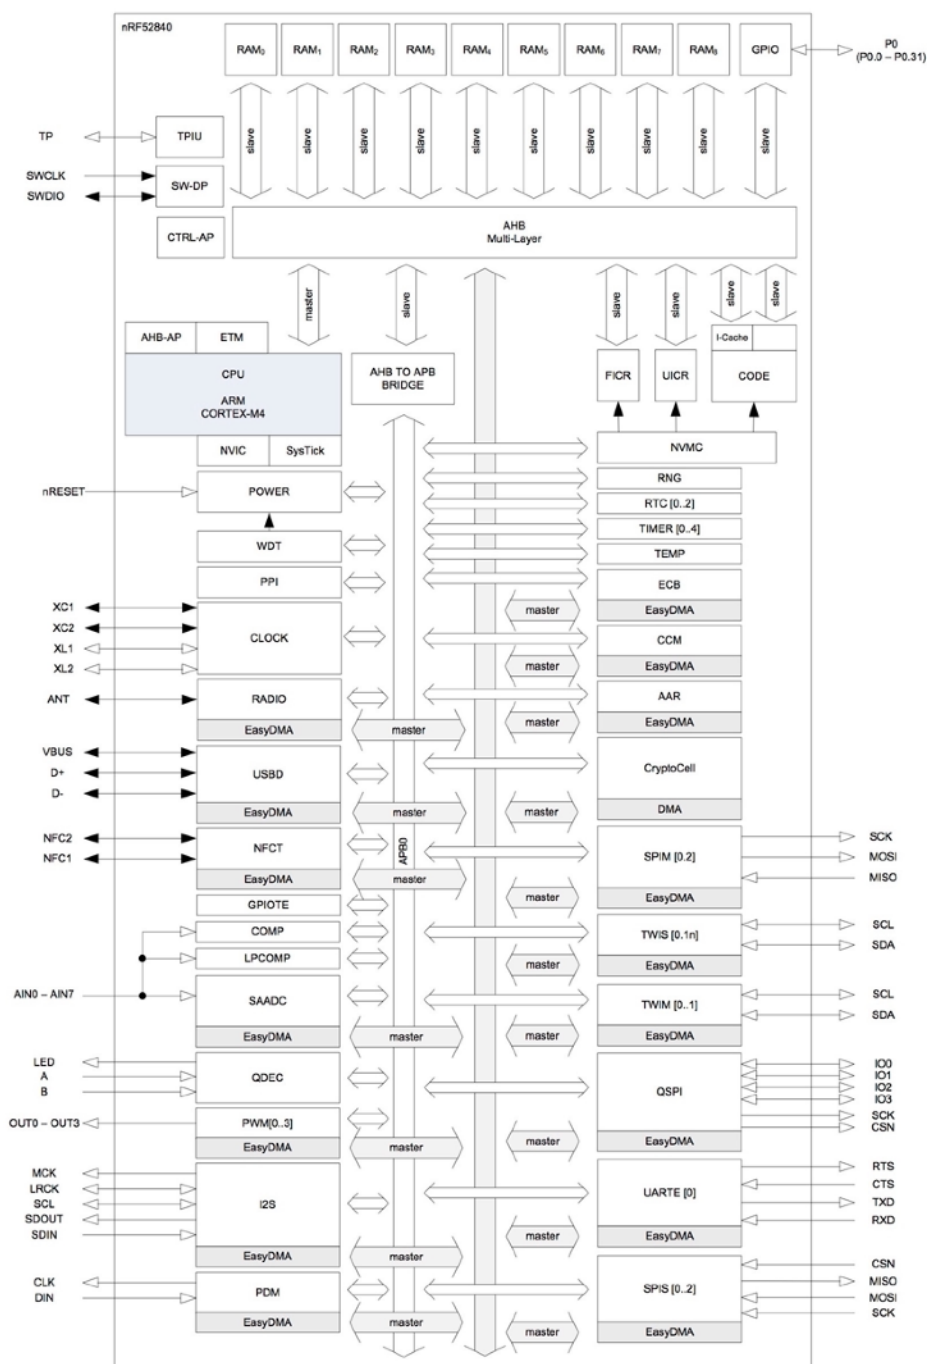 nRF52840
RAM0 RAM1 RAM2 RAM3 RAM4 RAM5 RAM6 RAM7 RAM8 GPIO
P0
(P0.0 – P0.31)
slave slave slave slave slave slave slave slave slave slave
TP
TPIU
SWCLK
SWDIO
SW-DP
CTRL-AP
AHB
Multi-Layer
master
slave
slave
slave
slave
slave
AHB-AP
ETM
CPU
ARM
CORTEX-M4
NVIC
SysTick
AHB TO APB
BRIDGE
FICR
UICR
I-Cache
CODE
NVMC
nRESET
POWER
RNG
RTC [0..2]
WDT
TIMER [0..4]
TEMP
PPI
ECB
master
EasyDMA
XC1
XC2
XL1
XL2
CLOCK
CCM
master
EasyDMA
ANT
RADIO
EasyDMA
master
AAR
master
EasyDMA
VBUS
D+
D-
USBD
EasyDMA
master
CryptoCell
master
DMA
NFC2
NFC1
NFCT
EasyDMA
master
APB0
SPIM [0.2]
master
EasyDMA
SCK
MOSI
MISO
GPIOTE
COMP
LPCOMP
TWIS [0.1n]
master
EasyDMA
SCL
SDA
AIN0 – AIN7
SAADC
EasyDMA
master
TWIM [0..1]
master
EasyDMA
SCL
SDA
LED
A
B
QDEC
QSPI
master
EasyDMA
IO0
IO1
IO2
IO3
SCK
CSN
OUT0 – OUT3
PWM[0..3]
EasyDMA
master
MCK
LRCK
SCL
SDOUT
SDIN
I2S
EasyDMA
master
UARTE [0]
master
EasyDMA
RTS
CTS
TXD
RXD
CLK
DIN
PDM
EasyDMA
master
SPIS [0..2]
master
EasyDMA
CSN
MISO
MOSI
SCK